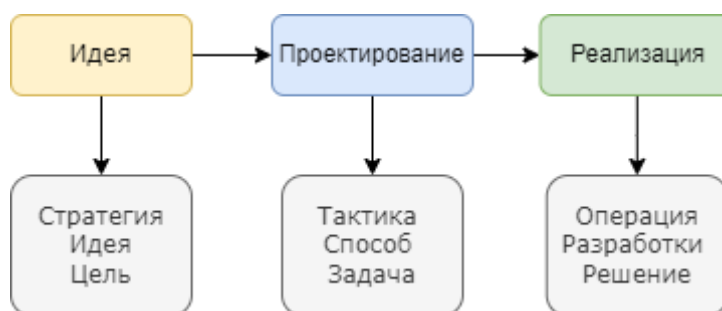 Идея
Проектирование
Реализация
Стратегия
Идея
Цель
Тактика
Способ
Задача
Операция
Разработки
Решение